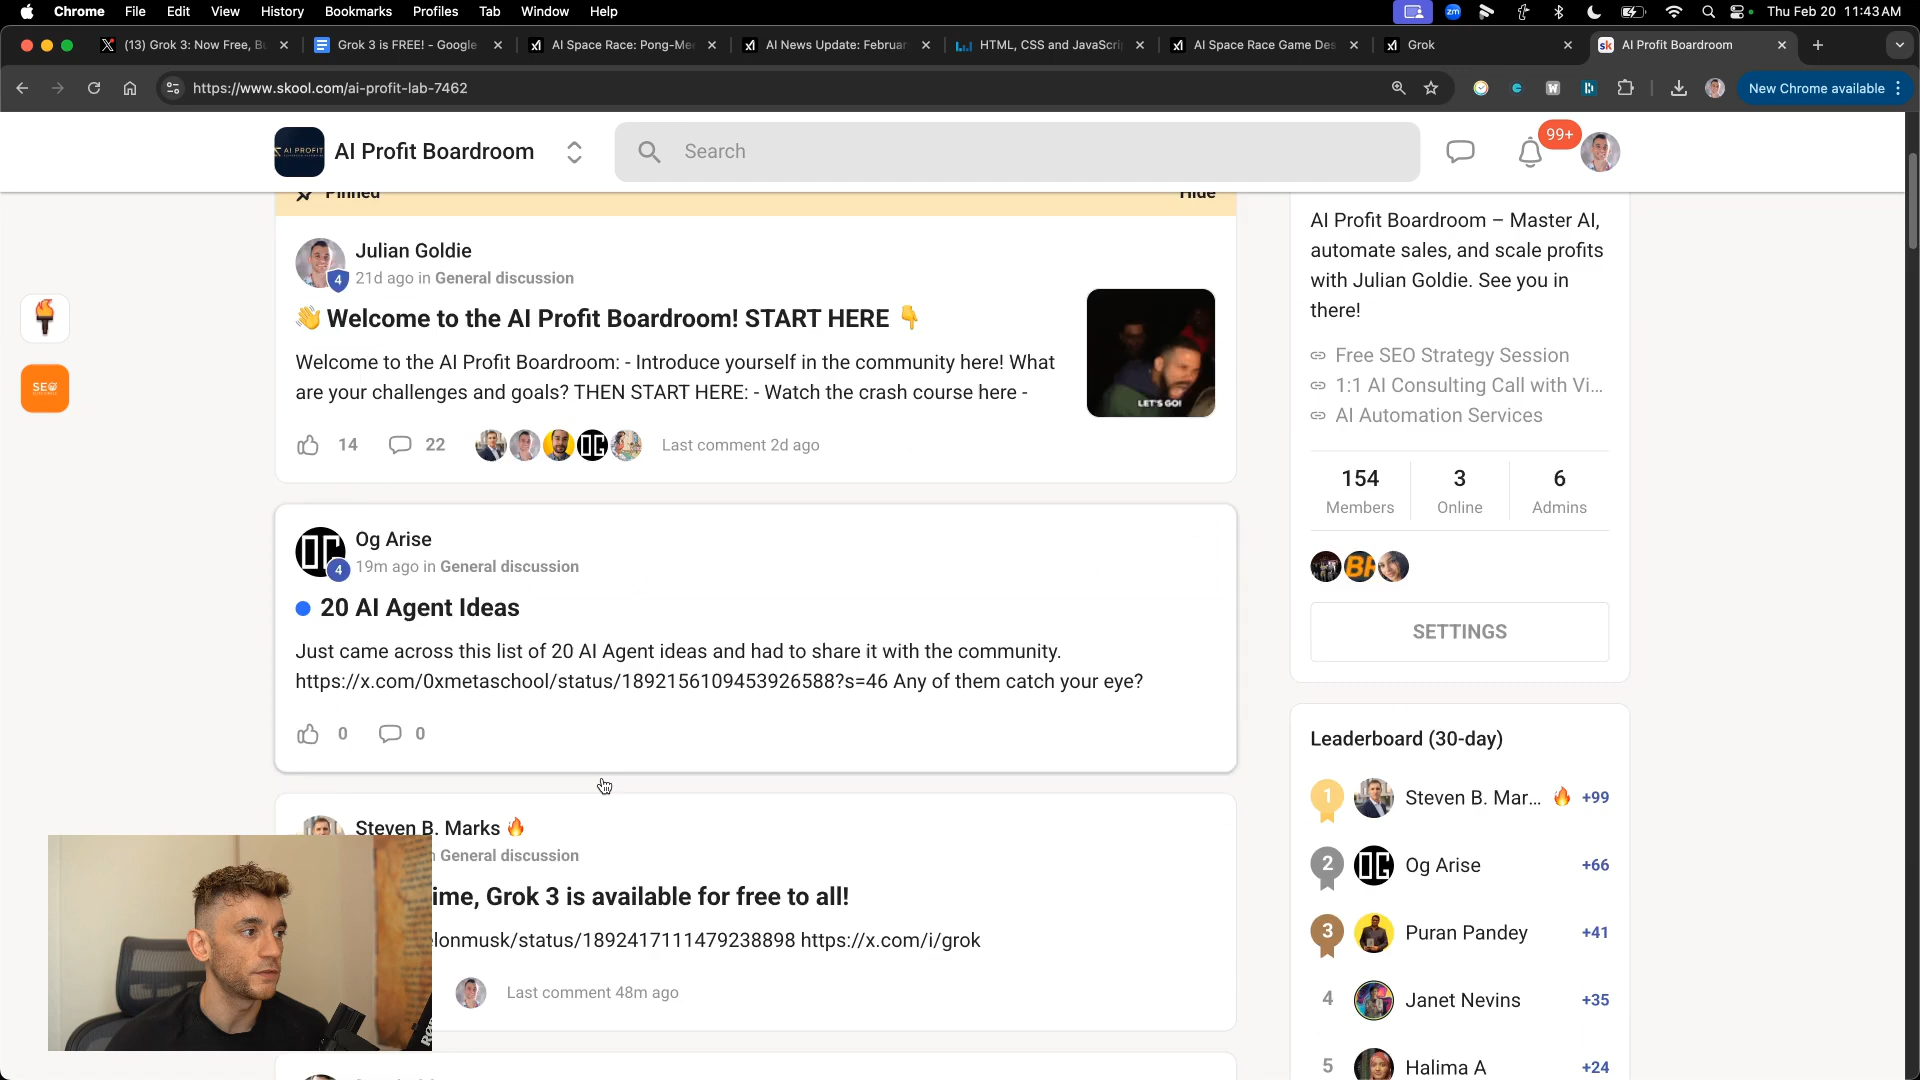 Chrome File Edit View History Bookmarks Profiles Tab Window Help
zm
Thu Feb 20 11:43 AM
(13) Grok 3: Now Free, Bu
Grok 3 is FREE! - Google
AI Space Race: Pong-Me
AI News Update: Februar
HTML, CSS and JavaScri
AI Space Race Game Des
Grok
sk AI Profit Boardroom
https://www.skool.com/ai-profit-lab-7462
New Chrome available
AI PROFIT
AI Profit Boardroom
Search
99+
Pinned
Hide
Julian Goldie
4
21d ago in General discussion
👋 Welcome to the AI Profit Boardroom! START HERE 👇
Welcome to the AI Profit Boardroom: - Introduce yourself in the community here! What
are your challenges and goals? THEN START HERE: - Watch the crash course here -
LET'S GO!
14
22
Last comment 2d ago
SEO
Og Arise
4
19m ago in General discussion
20 AI Agent Ideas
Just came across this list of 20 AI Agent ideas and had to share it with the community.
https://x.com/0xmetaschool/status/1892156109453926588?s=46 Any of them catch your eye?
0
0
Steven B. Marks 🔥
General discussion
ime, Grok 3 is available for free to all!
lonmusk/status/1892417111479238898 https://x.com/i/grok
Last comment 48m ago
AI Profit Boardroom – Master AI,
automate sales, and scale profits
with Julian Goldie. See you in
there!
Free SEO Strategy Session
1:1 AI Consulting Call with Vi...
AI Automation Services
154
Members
3
Online
6
Admins
SETTINGS
Leaderboard (30-day)
1 Steven B. Mar... 🔥 +99
2 Og Arise +66
3 Puran Pandey +41
4 Janet Nevins +35
5 Halima A +24